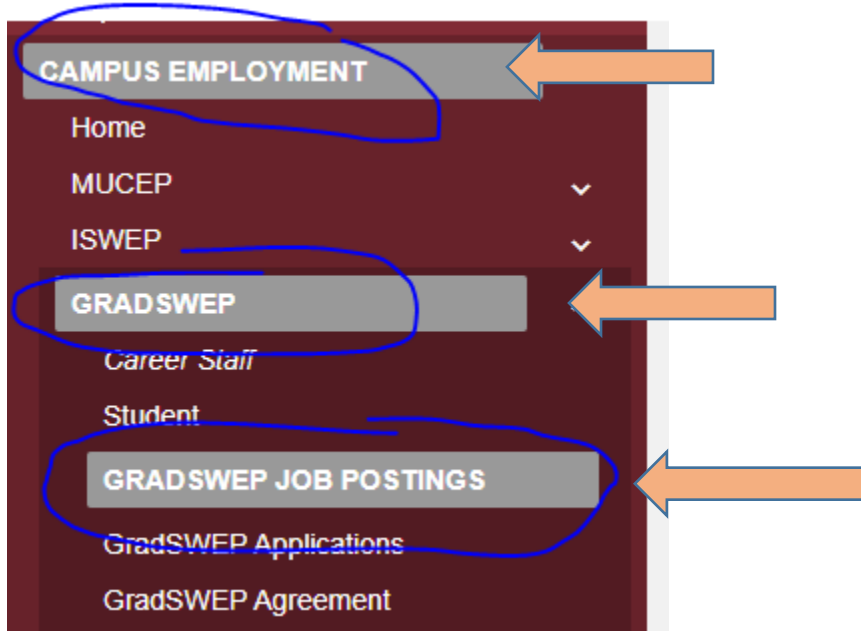 CAMPUS EMPLOYMENT
Home
MUCEP
ISWEP
GRADSWEP
Career Staff
Student
GRADSWEP JOB POSTINGS
GradSWEP Applications
GradSWEP Agreement